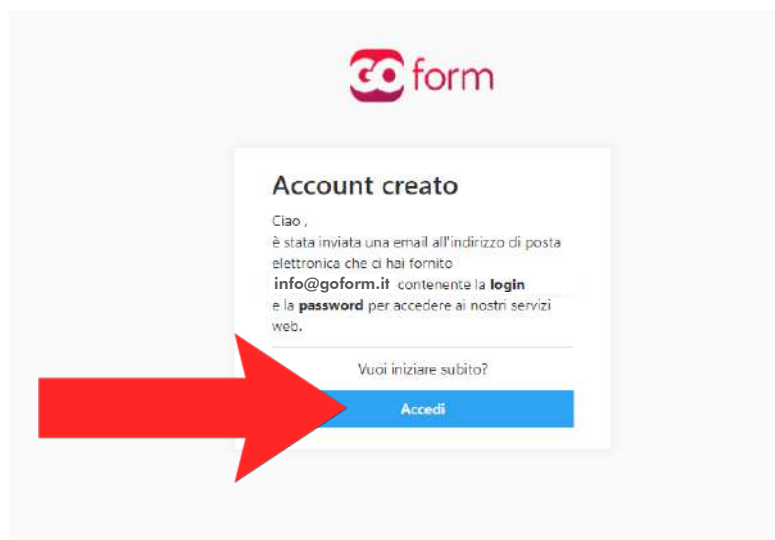 GO form
Account creato
Ciao ,
è stata inviata una email all'indirizzo di posta
elettronica che ci hai fornito
info@goform.it contenente la login
e la password per accedere ai nostri servizi
web.
Vuoi iniziare subito?
Accedi